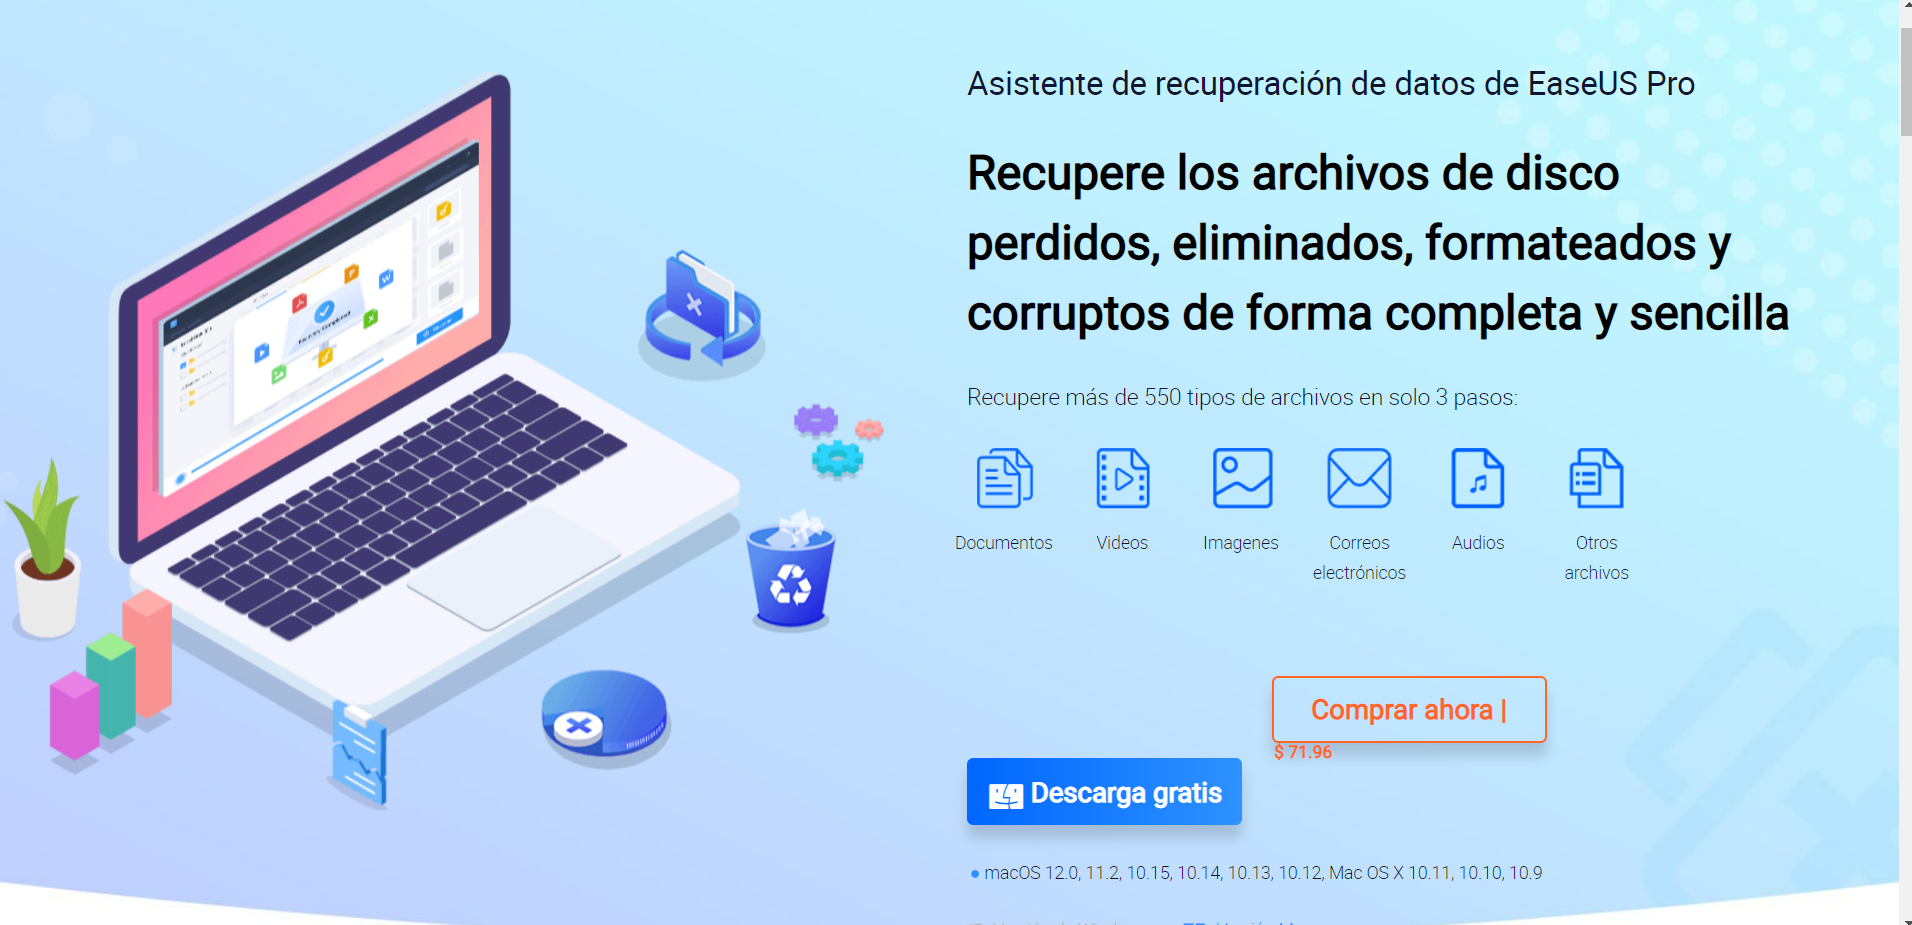 Asistente de recuperación de datos de EaseUS Pro
Recupere los archivos de disco
perdidos, eliminados, formateados y
corruptos de forma completa y sencilla
Recupere más de 550 tipos de archivos en solo 3 pasos:
Documentos
Videos
Imagenes
Correos
electrónicos
Audios
Otros
archivos
Comprar ahora |
$ 71.96
Descarga gratis
macOS 12.0, 11.2, 10.15, 10.14, 10.13, 10.12, Mac OS X 10.11, 10.10, 10.9